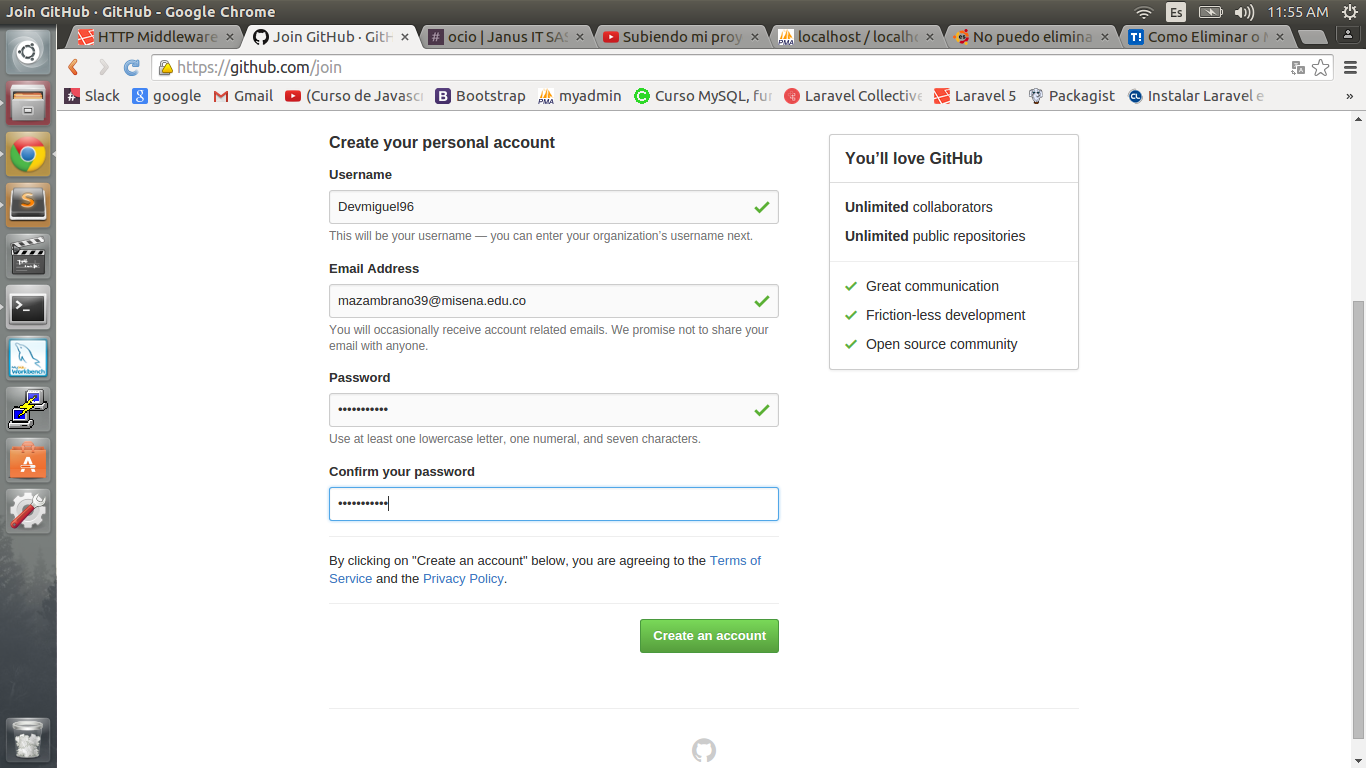 Join GitHub · GitHub - Google Chrome
Es
11:55 AM
HTTP Middleware
Join GitHub · GitH
# ocio | Janus IT SAS
Subiendo mi proy
PMA localhost / localho
No puedo elimina
T! Como Eliminar o M
https://github.com/join
Slack
google
Gmail
(Curso de Javasc
B Bootstrap
PMA myadmin
Curso MySQL, fun
Laravel Collective
Laravel 5
Packagist
CL Instalar Laravel e
»
Create your personal account
Username
Devmiguel96
This will be your username — you can enter your organization’s username next.
Email Address
mazambrano39@misena.edu.co
You will occasionally receive account related emails. We promise not to share your
email with anyone.
Password
•••••••••••
Use at least one lowercase letter, one numeral, and seven characters.
Confirm your password
•••••••••••
By clicking on "Create an account" below, you are agreeing to the Terms of
Service and the Privacy Policy.
Create an account
You’ll love GitHub
Unlimited collaborators
Unlimited public repositories
Great communication
Friction-less development
Open source community
Workbench